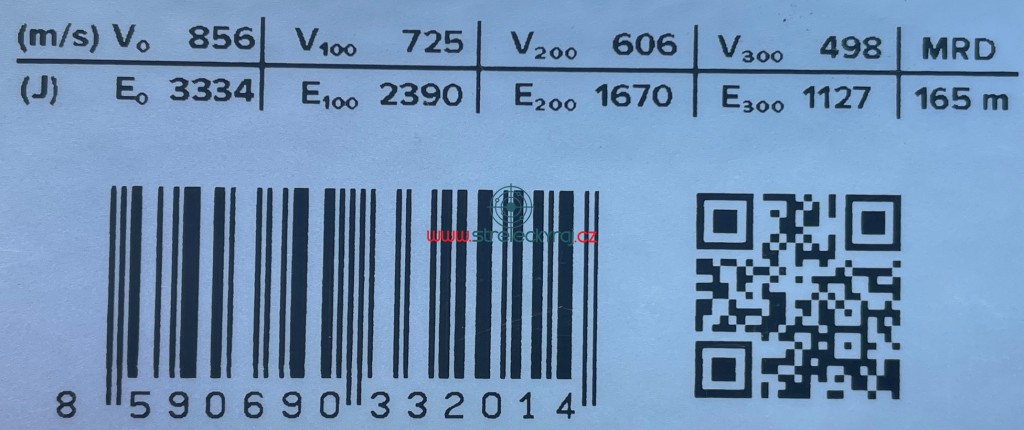 (m/s) V₀ 856 V₁₀₀ 725 V₂₀₀ 606 V₃₀₀ 498 MRD
(J) E₀ 3334 E₁₀₀ 2390 E₂₀₀ 1670 E₃₀₀ 1127 165 m
www.streleckyraj.cz
8 590690 332014